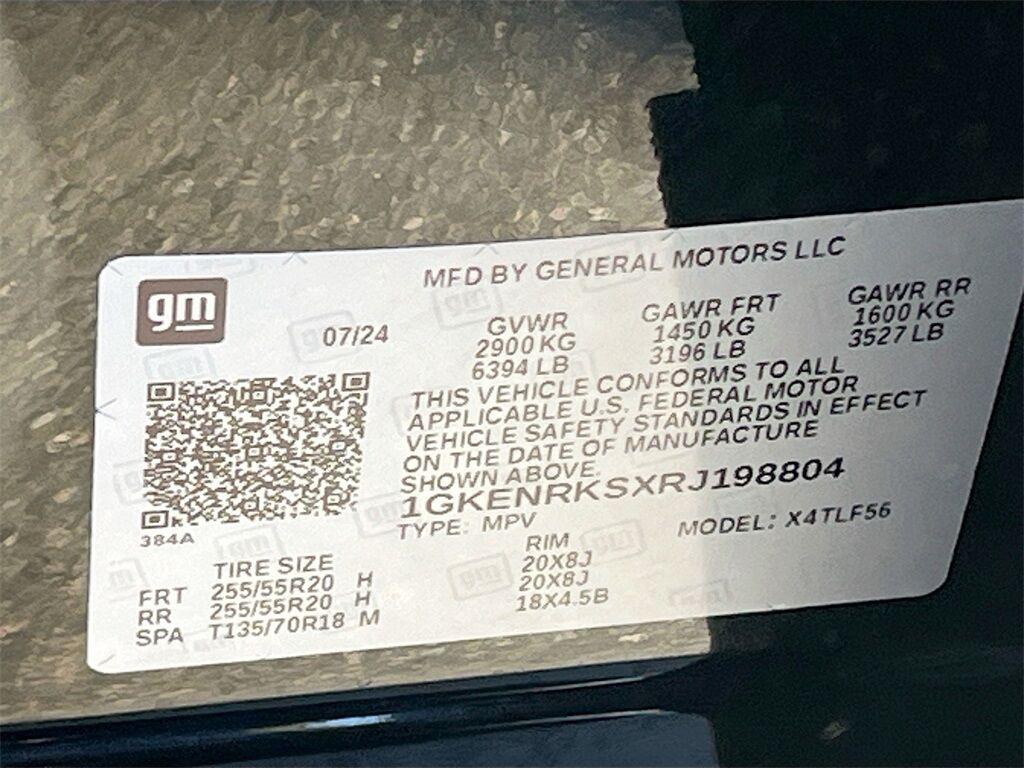 MFD BY GENERAL MOTORS LLC
gm
07/24
GVWR
2900 KG
6394 LB
GAWR FRT
1450 KG
3196 LB
GAWR RR
1600 KG
3527 LB
THIS VEHICLE CONFORMS TO ALL
APPLICABLE U.S. FEDERAL MOTOR
VEHICLE SAFETY STANDARDS IN EFFECT
ON THE DATE OF MANUFACTURE
SHOWN ABOVE.
1GKENRKSXRJ198804
TYPE: MPV
MODEL: X4TLF56
384A
TIRE SIZE
RIM
FRT 255/55R20 H 20X8J
RR 255/55R20 H 20X8J
SPA T135/70R18 M 18X4.5B